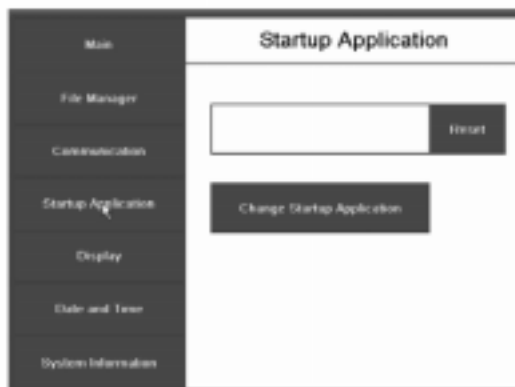 Main
File Manager
Communication
Startup Application
Display
Date and Time
System Information
Startup Application
Reset
Change Startup Application